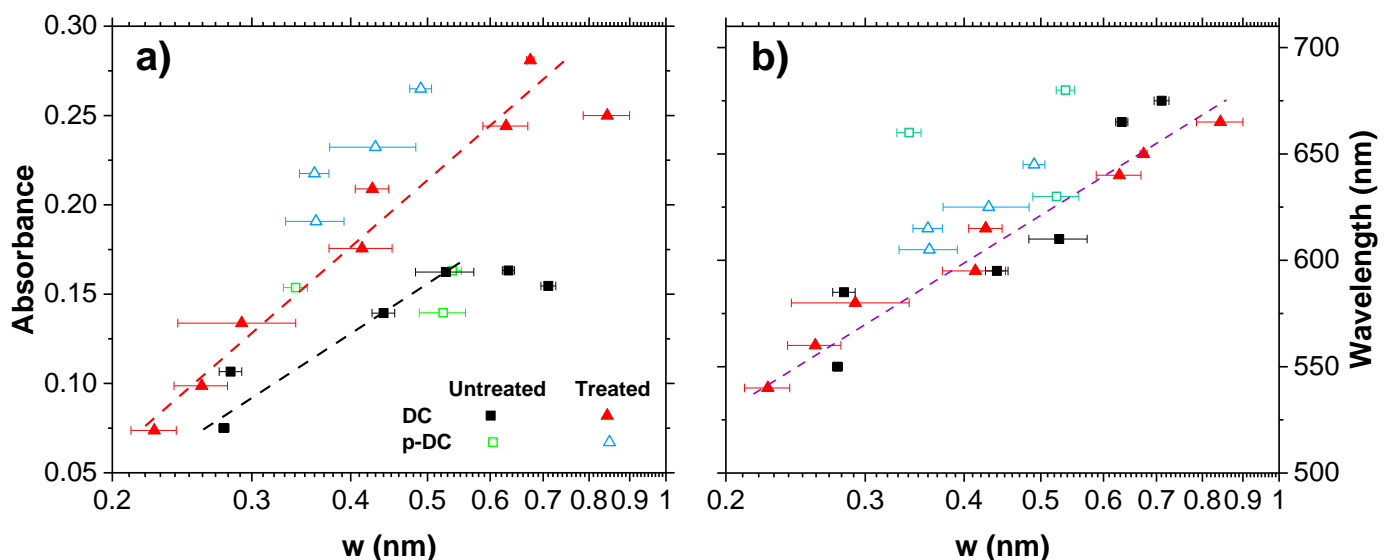 a)
0.30
0.25
0.20
0.15
0.10
0.05
Absorbance
Untreated Treated
DC
p-DC
0.2 0.3 0.4 0.5 0.6 0.7 0.8 0.9 1
w (nm)
b)
700
650
600
550
500
Wavelength (nm)
0.2 0.3 0.4 0.5 0.6 0.7 0.8 0.9 1
w (nm)